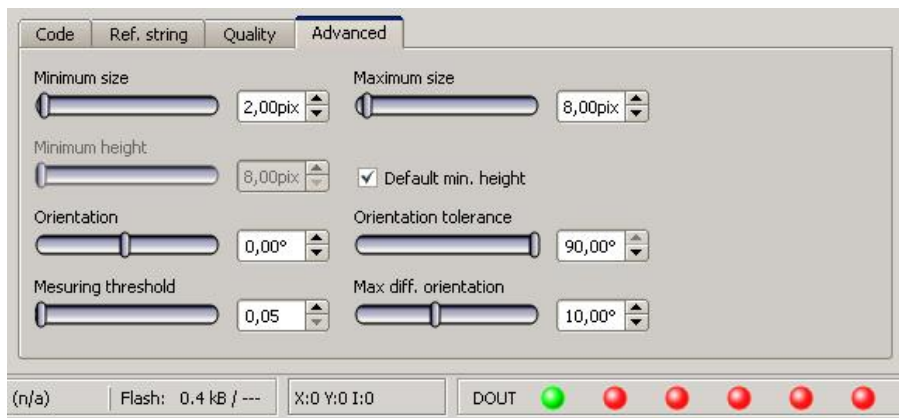 Code Ref. string Quality Advanced
Minimum size Maximum size
2,00pix 8,00pix
Minimum height
8,00pix Default min. height
Orientation Orientation tolerance
0,00° 90,00°
Mesuring threshold Max diff. orientation
0,05 10,00°
(n/a) Flash: 0.4 kB / --- X:0 Y:0 I:0 DOUT